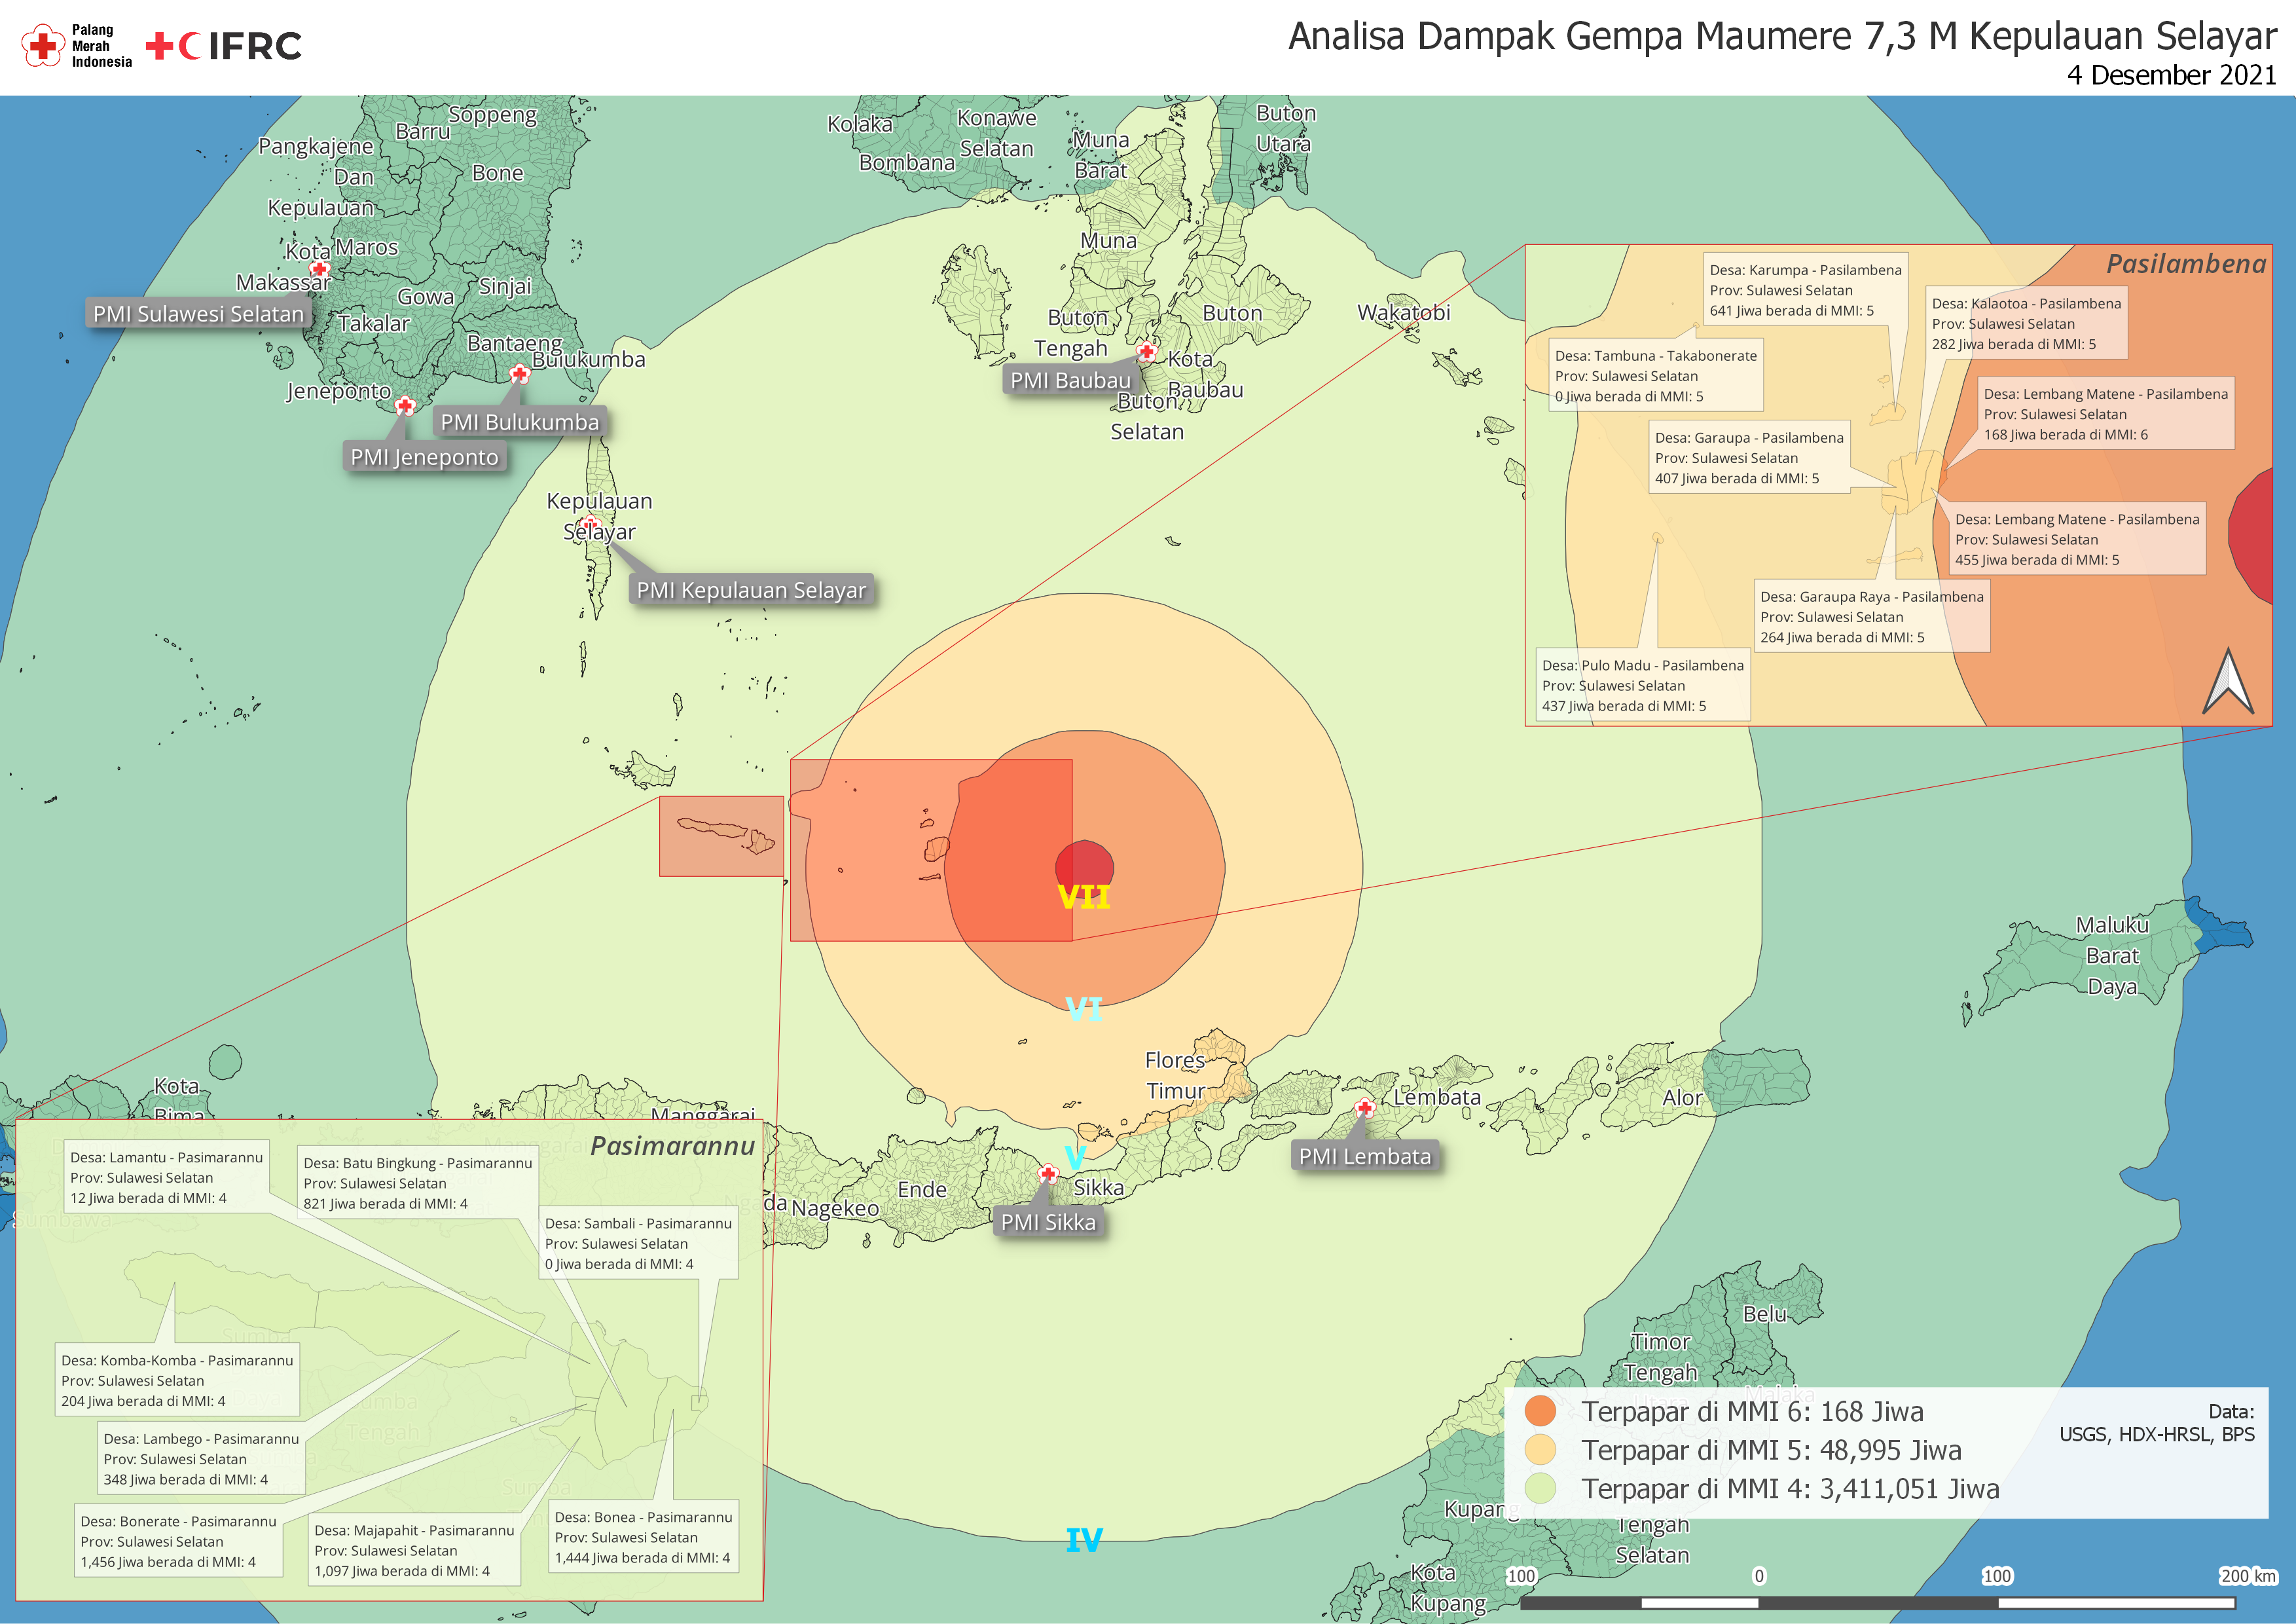 Palang
Merah
Indonesia
IFRC
Analisa Dampak Gempa Maumere 7,3 M Kepulauan Selayar
4 Desember 2021
Soppeng
Barru
Pangkajene
Dan
Kepulauan
Bone
Kota
Makassar
Maros
Gowa
Sinjai
Takalar
Bantaeng
Bulukumba
Jeneponto
PMI Sulawesi Selatan
PMI Bulukumba
PMI Jeneponto
Kepulauan
Selayar
PMI Kepulauan Selayar
Kolaka
Bombana
Konawe
Selatan
Muna
Barat
Buton
Utara
Muna
Buton
Tengah
Buton
Kota
Baubau
Buton
Selatan
PMI Baubau
Wakatobi
Pasilambena
Desa: Karumpa - Pasilambena
Prov: Sulawesi Selatan
641 Jiwa berada di MMI: 5
Desa: Kalaotoa - Pasilambena
Prov: Sulawesi Selatan
282 Jiwa berada di MMI: 5
Desa: Tambuna - Takabonerate
Prov: Sulawesi Selatan
0 Jiwa berada di MMI: 5
Desa: Lembang Matene - Pasilambena
Prov: Sulawesi Selatan
168 Jiwa berada di MMI: 6
Desa: Garaupa - Pasilambena
Prov: Sulawesi Selatan
407 Jiwa berada di MMI: 5
Desa: Lembang Matene - Pasilambena
Prov: Sulawesi Selatan
455 Jiwa berada di MMI: 5
Desa: Garaupa Raya - Pasilambena
Prov: Sulawesi Selatan
264 Jiwa berada di MMI: 5
Desa: Pulo Madu - Pasilambena
Prov: Sulawesi Selatan
437 Jiwa berada di MMI: 5
VII
VI
V
IV
Maluku
Barat
Daya
Flores
Timur
Lembata
Alor
PMI Lembata
Sikka
PMI Sikka
Ende
Nagekeo
Ngada
Manggarai
Kota
Bima
Sumbawa
Sumba
Sumba
Tengah
Pasimarannu
Desa: Lamantu - Pasimarannu
Prov: Sulawesi Selatan
12 Jiwa berada di MMI: 4
Desa: Batu Bingkung - Pasimarannu
Prov: Sulawesi Selatan
821 Jiwa berada di MMI: 4
Desa: Sambali - Pasimarannu
Prov: Sulawesi Selatan
0 Jiwa berada di MMI: 4
Desa: Komba-Komba - Pasimarannu
Prov: Sulawesi Selatan
204 Jiwa berada di MMI: 4
Desa: Lambego - Pasimarannu
Prov: Sulawesi Selatan
348 Jiwa berada di MMI: 4
Desa: Bonerate - Pasimarannu
Prov: Sulawesi Selatan
1,456 Jiwa berada di MMI: 4
Desa: Majapahit - Pasimarannu
Prov: Sulawesi Selatan
1,097 Jiwa berada di MMI: 4
Desa: Bonea - Pasimarannu
Prov: Sulawesi Selatan
1,444 Jiwa berada di MMI: 4
Belu
Timor
Tengah
Malaka
Terpapar di MMI 6: 168 Jiwa
Terpapar di MMI 5: 48,995 Jiwa
Terpapar di MMI 4: 3,411,051 Jiwa
Data:
USGS, HDX-HRSL, BPS
Kupang
Tengah
Selatan
Kota
Kupang
100 0 100 200 km